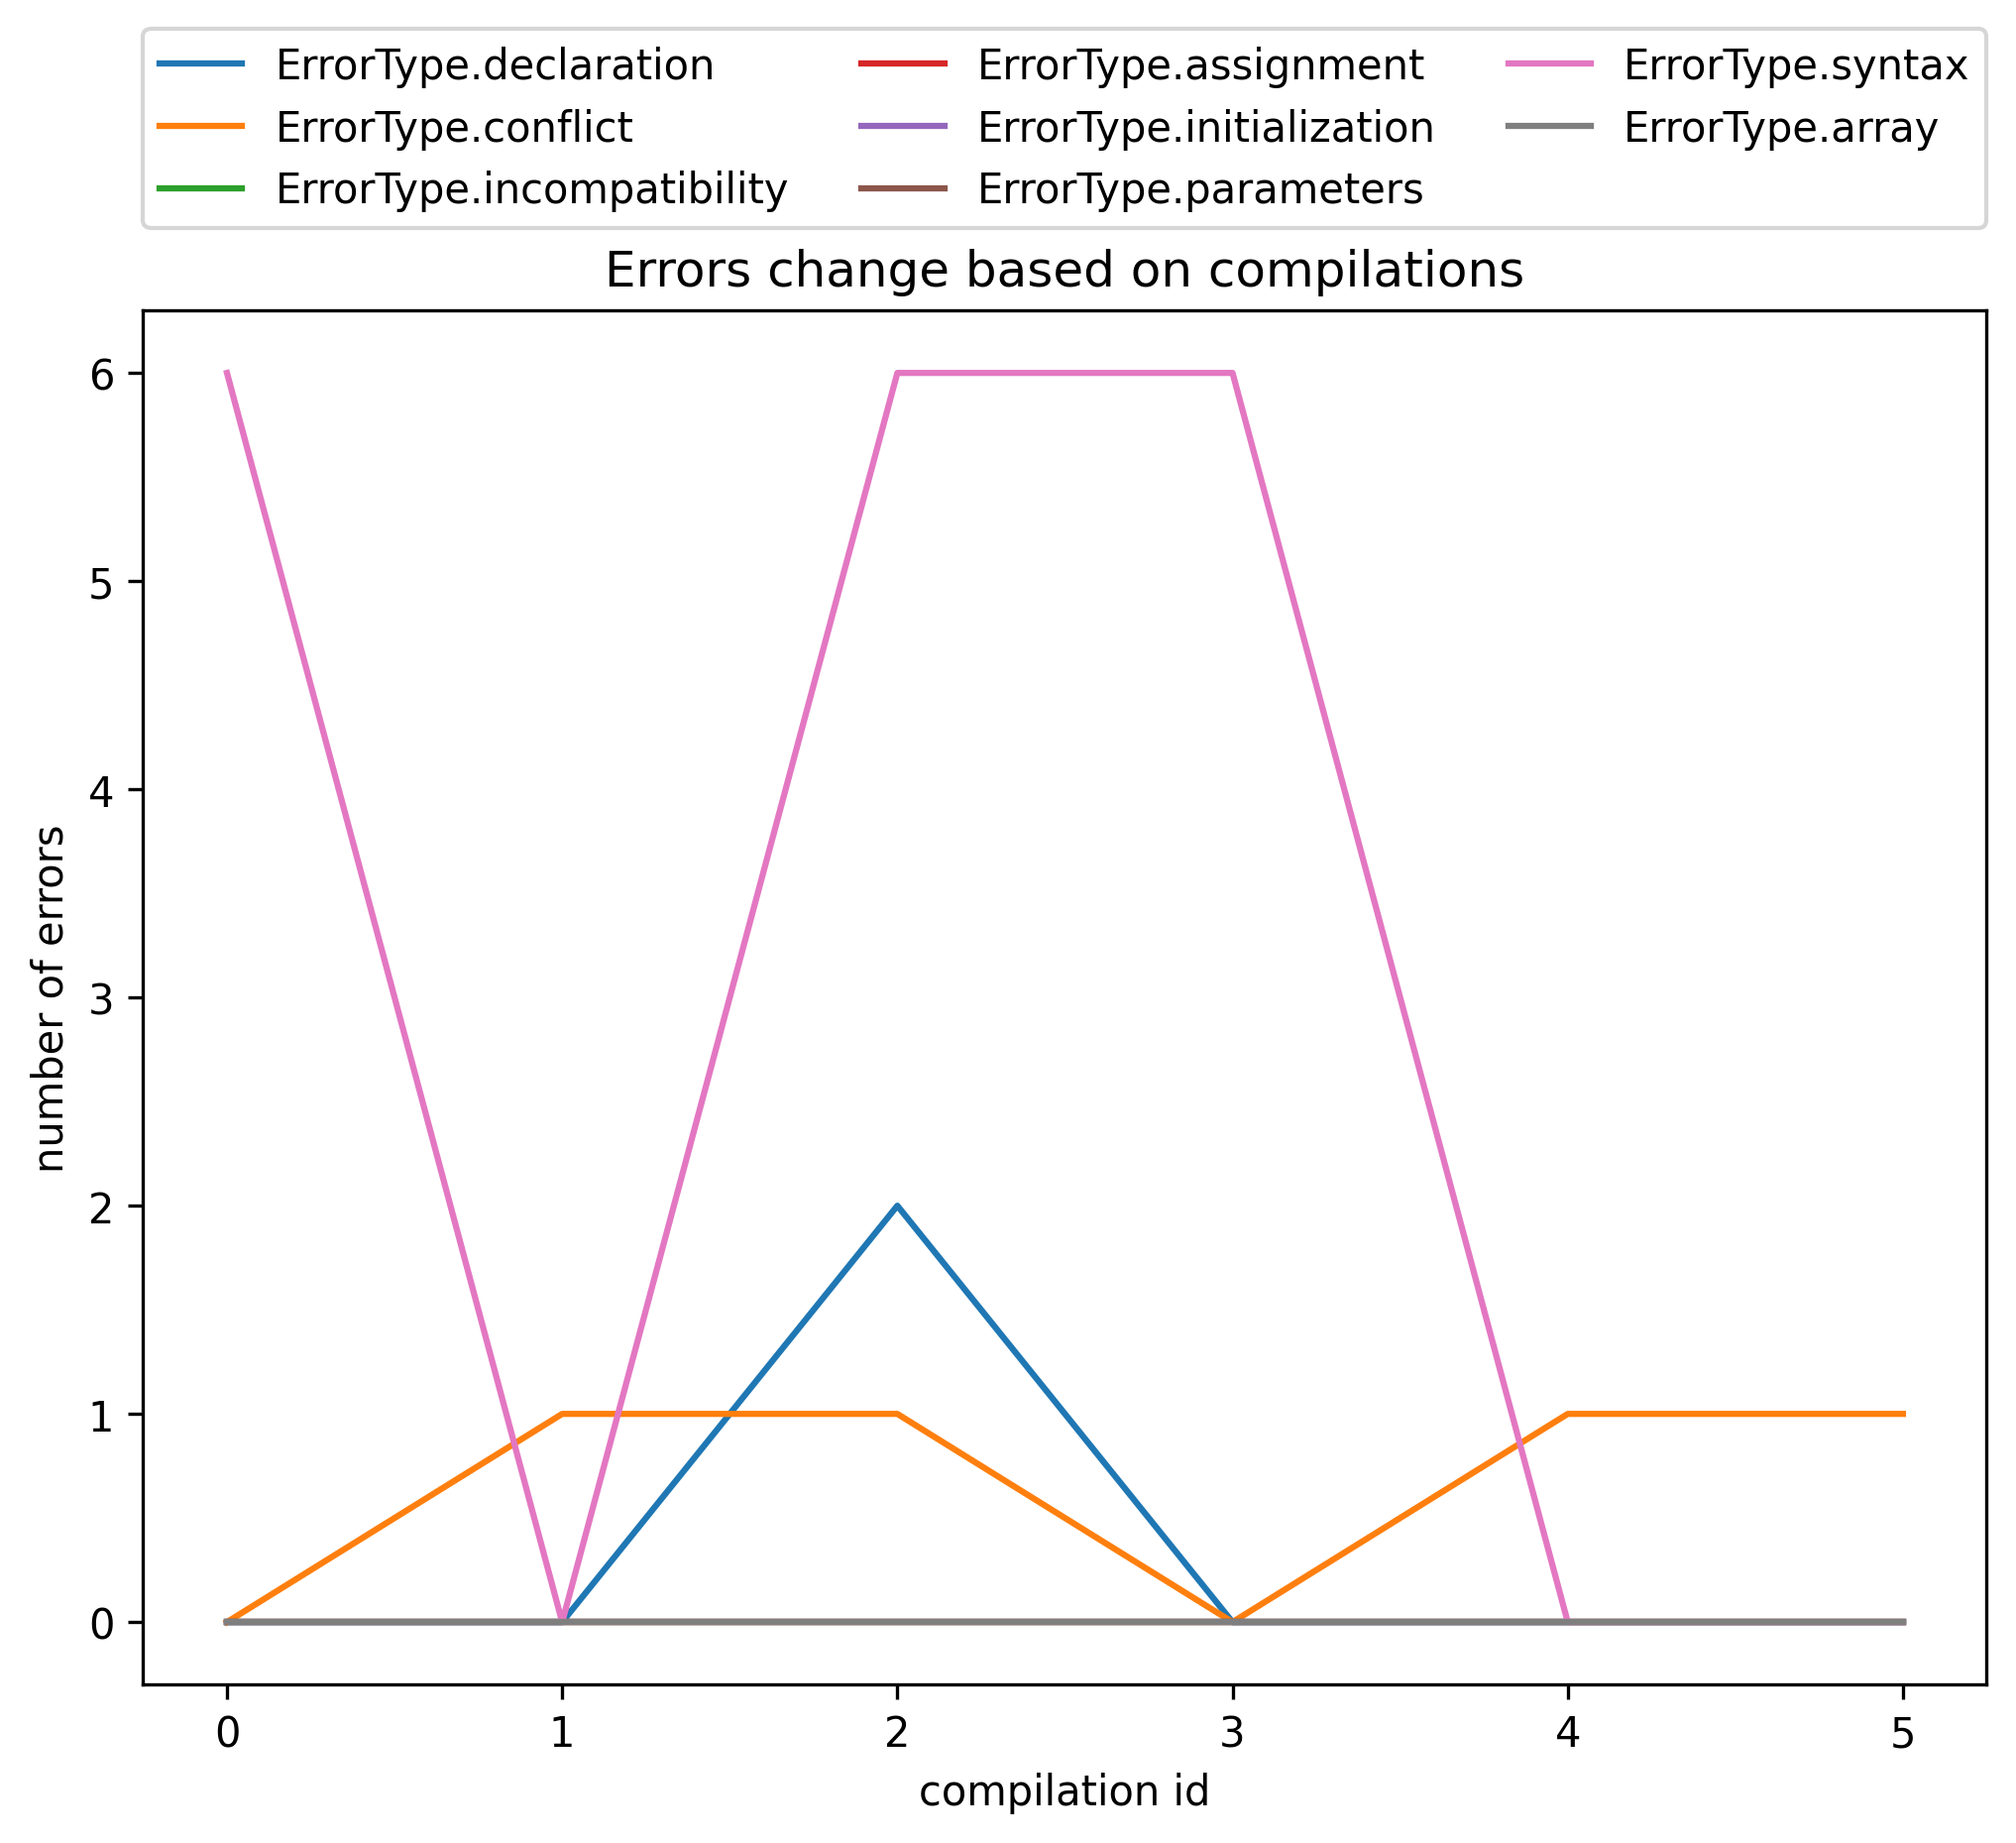 ErrorType.declaration
ErrorType.conflict
ErrorType.incompatibility
ErrorType.assignment
ErrorType.initialization
ErrorType.parameters
ErrorType.syntax
ErrorType.array
Errors change based on compilations
6
5
4
3
2
1
0
number of errors
0 1 2 3 4 5
compilation id